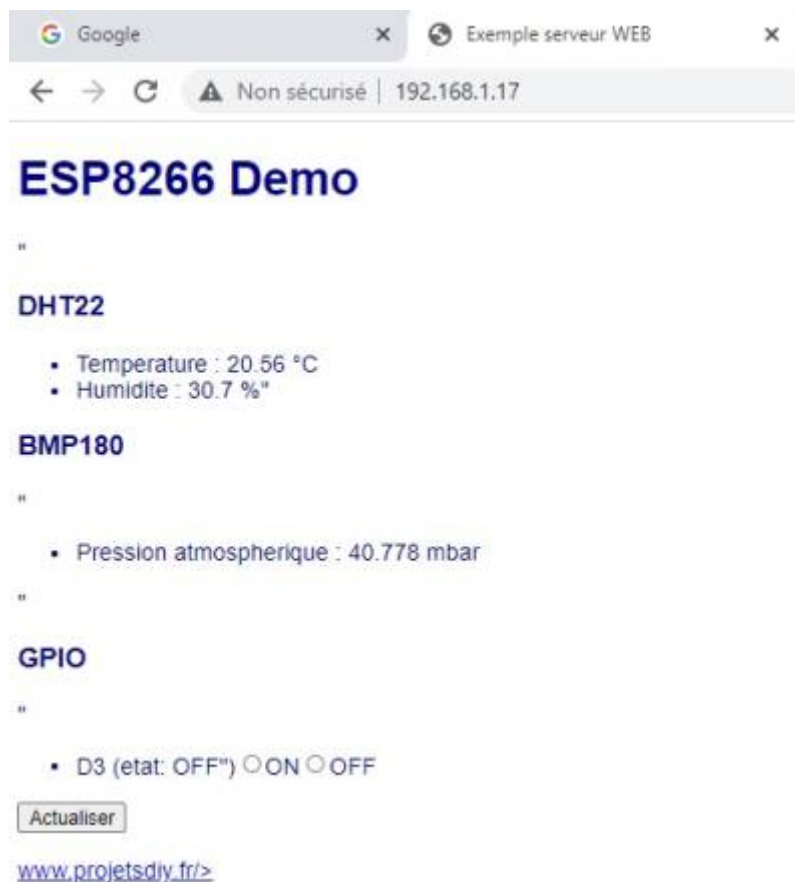 Google
Exemple serveur WEB
Non sécurisé | 192.168.1.17
ESP8266 Demo
"
DHT22
• Temperature : 20.56 °C
• Humidite : 30.7 %"
BMP180
"
• Pression atmospherique : 40.778 mbar
"
GPIO
"
• D3 (etat: OFF") ON OFF
Actualiser
www.projetsdiy.fr/>